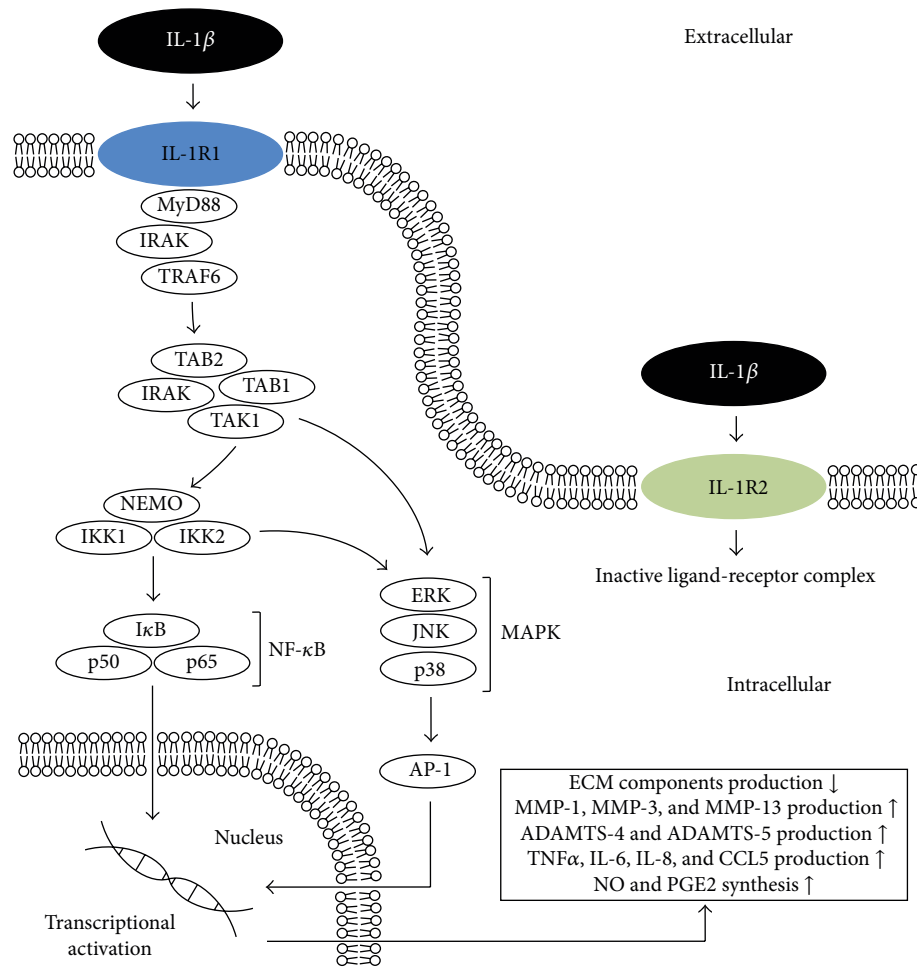 IL-1β
Extracellular
IL-1R1
MyD88
IRAK
TRAF6
TAB2
TAB1
IRAK
TAK1
IL-1β
IL-1R2
Inactive ligand-receptor complex
NEMO
IKK1
IKK2
ERK
JNK
p38
MAPK
IκB
p50
p65
NF-κB
Intracellular
AP-1
Nucleus
Transcriptional
activation
ECM components production ↓
MMP-1, MMP-3, and MMP-13 production ↑
ADAMTS-4 and ADAMTS-5 production ↑
TNFα, IL-6, IL-8, and CCL5 production ↑
NO and PGE2 synthesis ↑